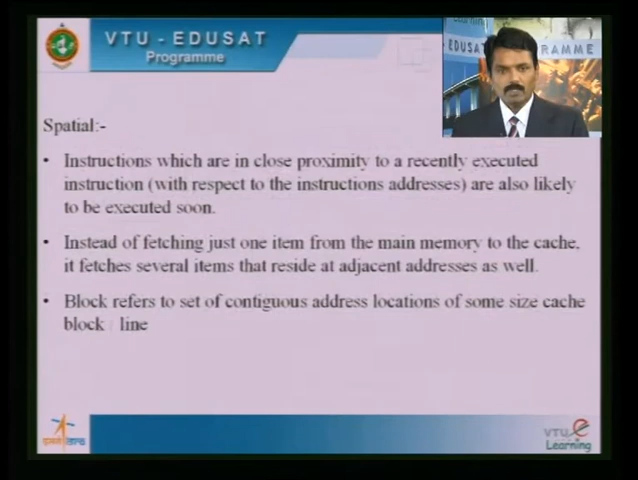 VTU - EDUSAT
Programme
- EDUSAT
RAMME
Spatial:-
• Instructions which are in close proximity to a recently executed
instruction (with respect to the instructions addresses) are also likely
to be executed soon.
• Instead of fetching just one item from the main memory to the cache,
it fetches several items that reside at adjacent addresses as well.
• Block refers to set of contiguous address locations of some size cache
block / line
VTU e
Learning